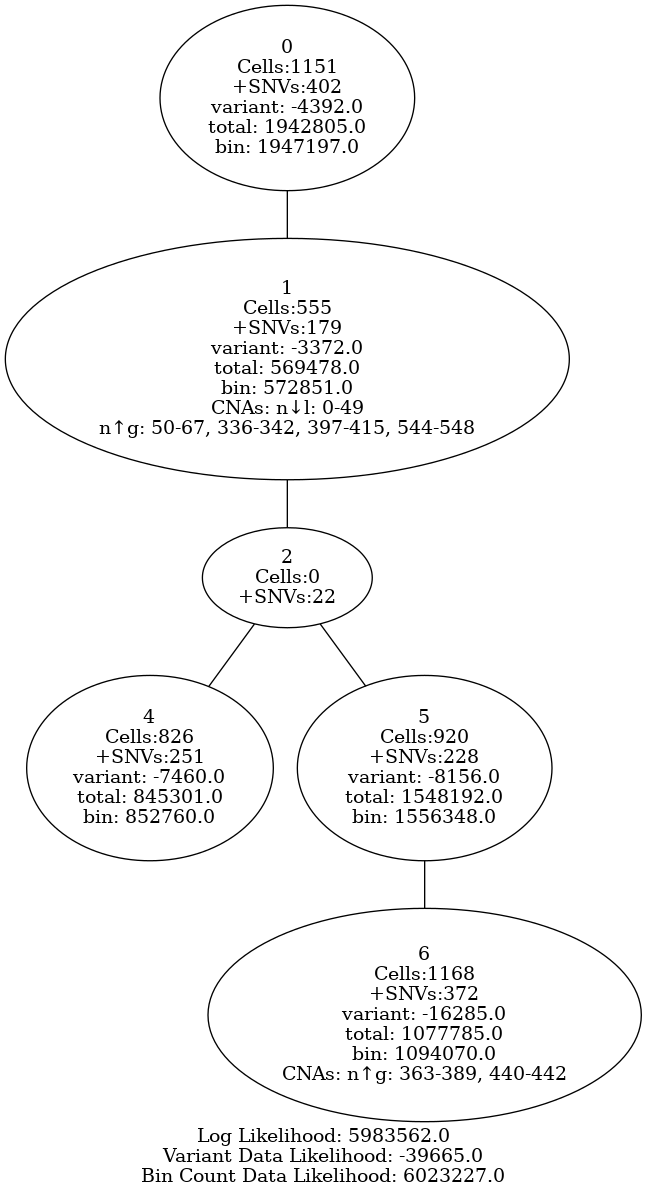 0
Cells:1151
+SNVs:402
variant: -4392.0
total: 1942805.0
bin: 1947197.0
1
Cells:555
+SNVs:179
variant: -3372.0
total: 569478.0
bin: 572851.0
CNAs: n↓l: 0-49
n↑g: 50-67, 336-342, 397-415, 544-548
2
Cells:0
+SNVs:22
4
Cells:826
+SNVs:251
variant: -7460.0
total: 845301.0
bin: 852760.0
5
Cells:920
+SNVs:228
variant: -8156.0
total: 1548192.0
bin: 1556348.0
6
Cells:1168
+SNVs:372
variant: -16285.0
total: 1077785.0
bin: 1094070.0
CNAs: n↑g: 363-389, 440-442
Log Likelihood: 5983562.0
Variant Data Likelihood: -39665.0
Bin Count Data Likelihood: 6023227.0